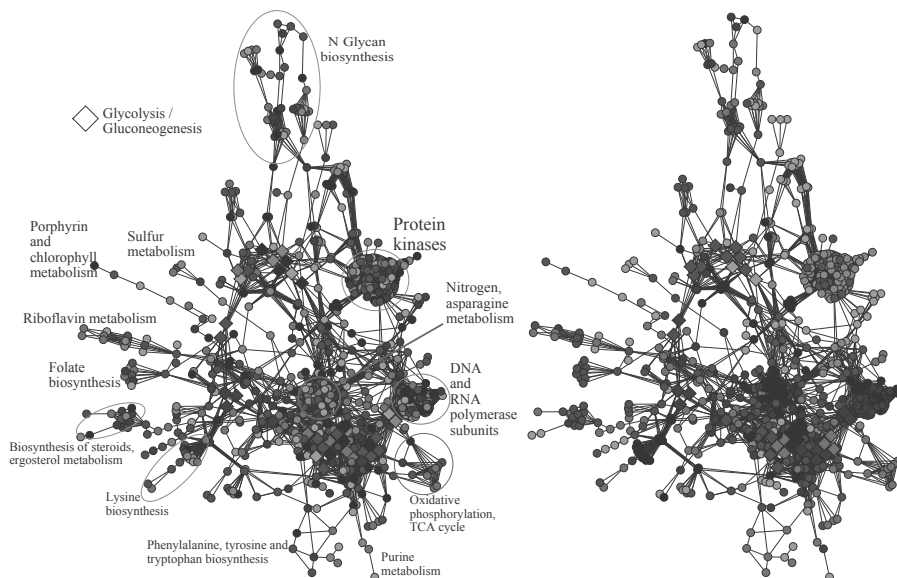 N Glycan
biosynthesis
Glycolysis /
Gluconeogenesis
Porphyrin
and
chlorophyll
metabolism
Sulfur
metabolism
Protein
kinases
Nitrogen,
asparagine
metabolism
Riboflavin metabolism
Folate
biosynthesis
DNA
and
RNA
polymerase
subunits
Biosynthesis of steroids,
ergosterol metabolism
Lysine
biosynthesis
Oxidative
phosphorylation,
TCA cycle
Phenylalanine, tyrosine and
tryptophan biosynthesis
Purine
metabolism